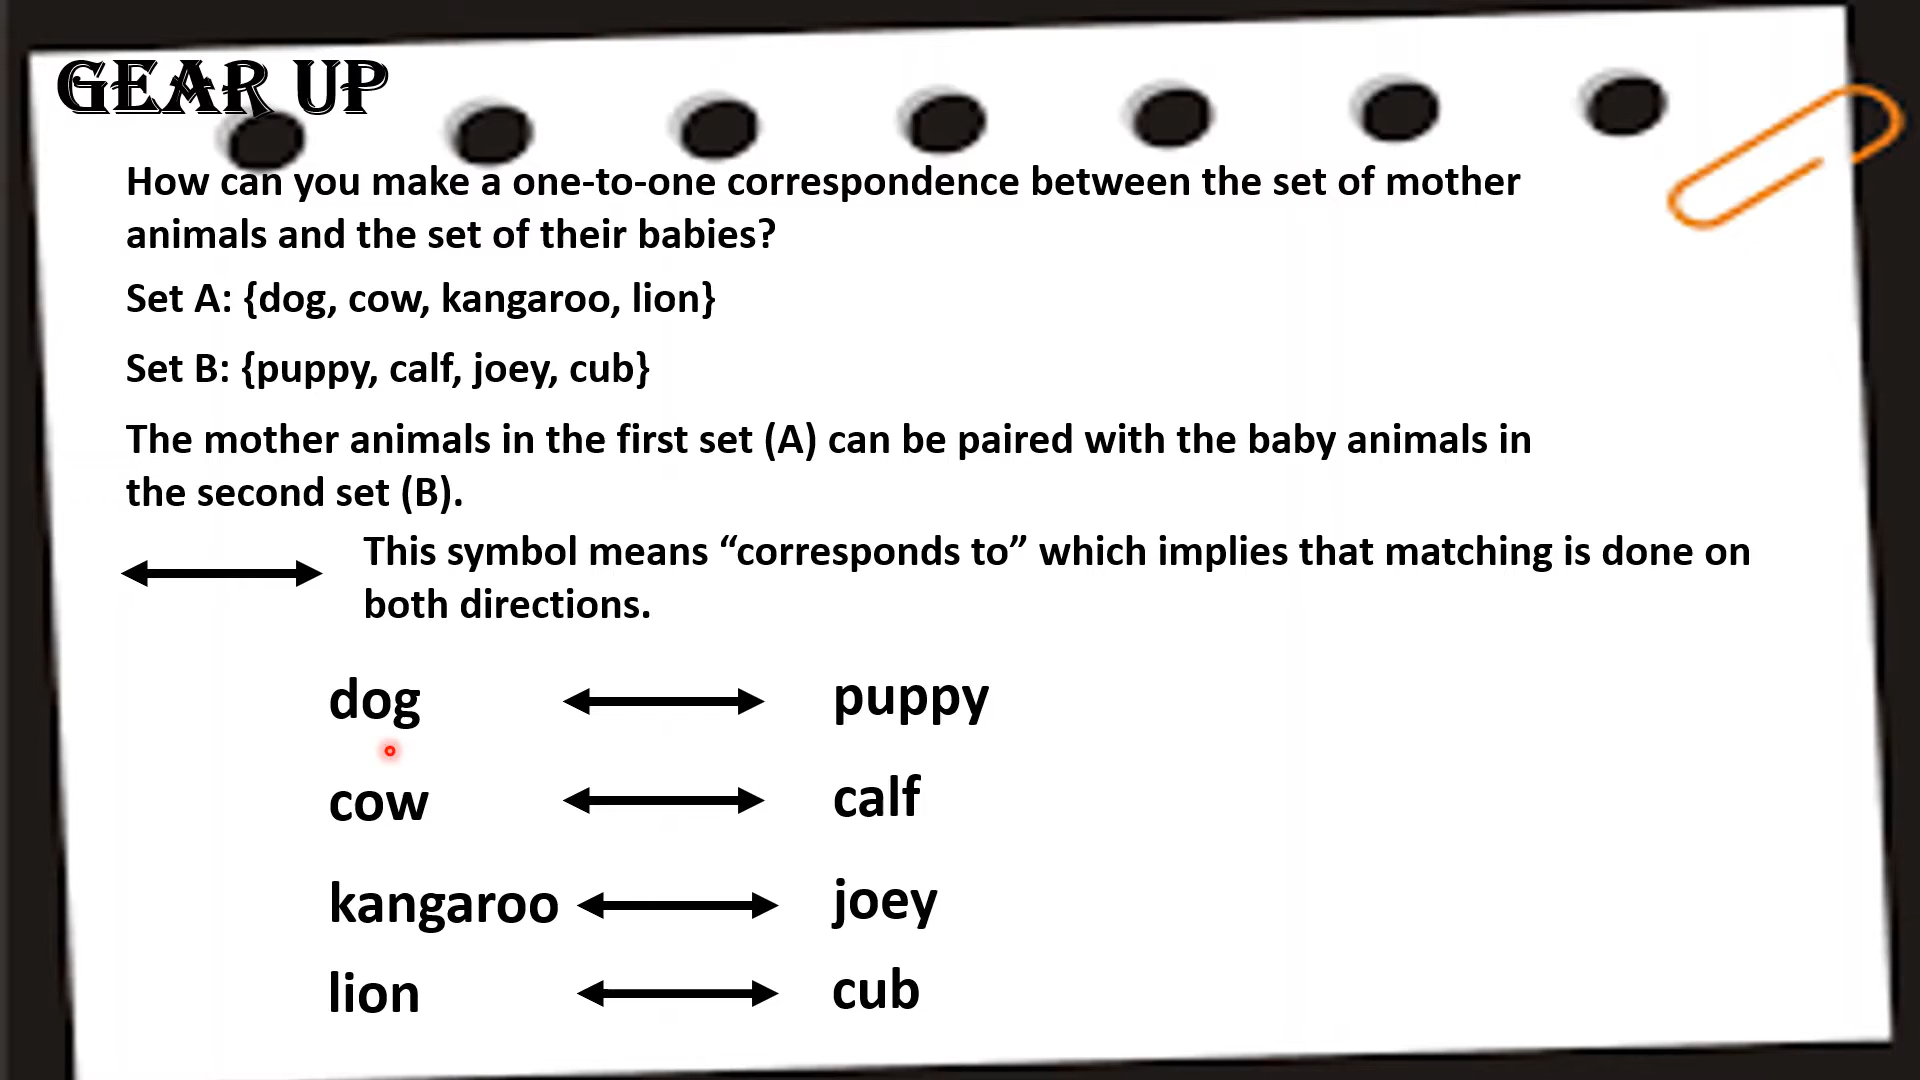 GEAR UP
How can you make a one-to-one correspondence between the set of mother
animals and the set of their babies?
Set A: {dog, cow, kangaroo, lion}
Set B: {puppy, calf, joey, cub}
The mother animals in the first set (A) can be paired with the baby animals in
the second set (B).
This symbol means “corresponds to” which implies that matching is done on
both directions.
dog puppy
cow calf
kangaroo joey
lion cub